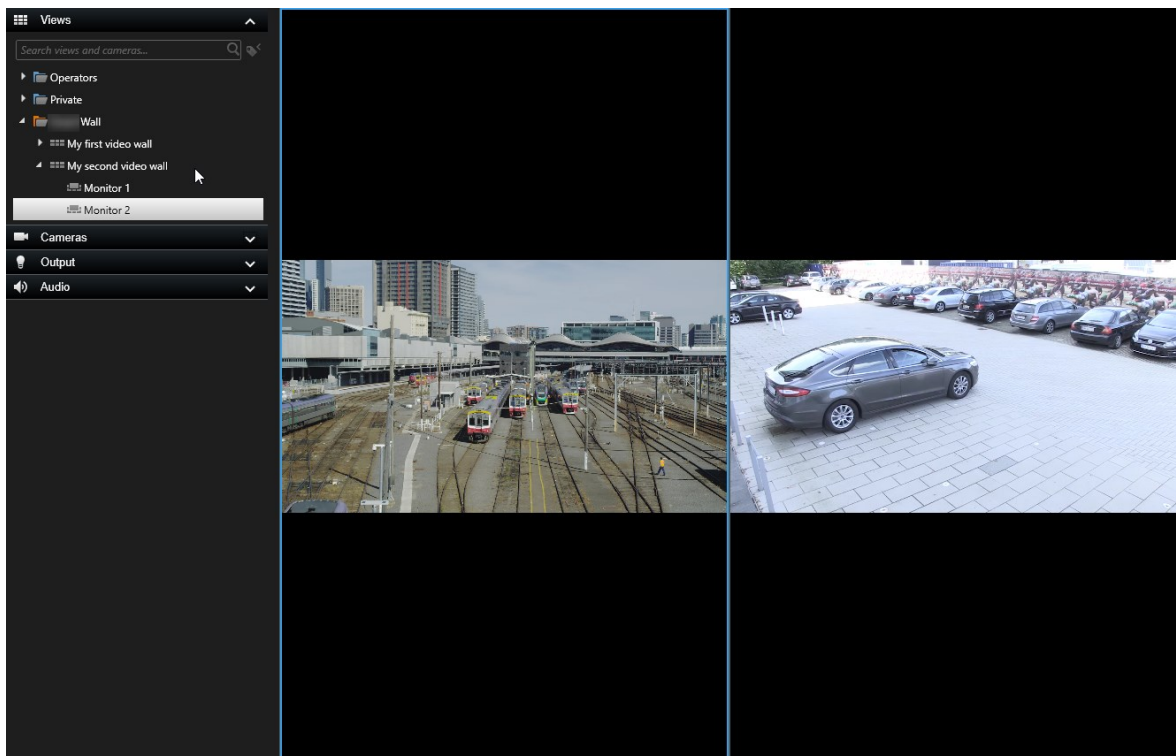 Views
Search views and cameras...
Operators
Private
Wall
My first video wall
My second video wall
Monitor 1
Monitor 2
Cameras
Output
Audio